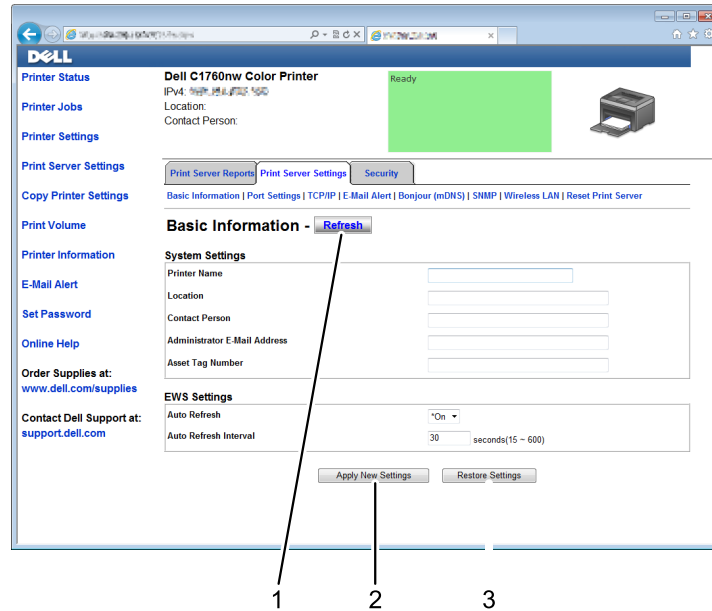 DELL
Printer Status
Printer Jobs
Printer Settings
Print Server Settings
Copy Printer Settings
Print Volume
Printer Information
E-Mail Alert
Set Password
Online Help
Order Supplies at:
www.dell.com/supplies
Contact Dell Support at:
support.dell.com
Dell C1760nw Color Printer
IPv4:
Location:
Contact Person:
Ready
Print Server Reports Print Server Settings Security
Basic Information | Port Settings | TCP/IP | E-Mail Alert | Bonjour (mDNS) | SNMP | Wireless LAN | Reset Print Server
Basic Information - Refresh
System Settings
Printer Name
Location
Contact Person
Administrator E-Mail Address
Asset Tag Number
EWS Settings
Auto Refresh *On
Auto Refresh Interval 30 seconds(15 ~ 600)
Apply New Settings Restore Settings
1 2 3